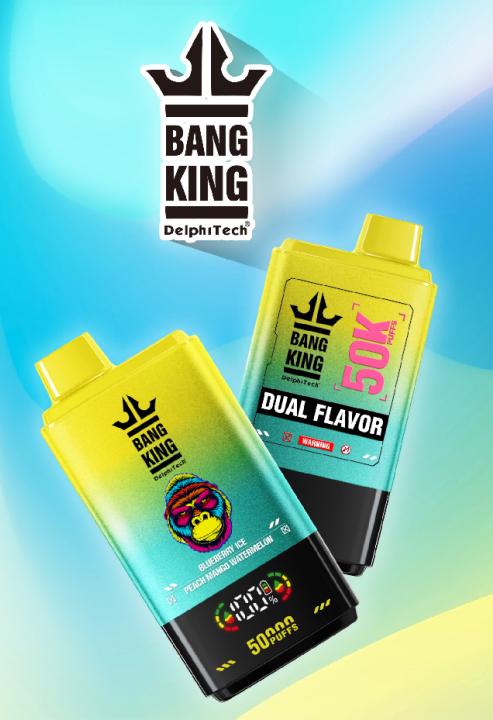 BANG
KING
DelphiTech®
BANG
KING
DelphiTech
50K
PUFFS
DUAL FLAVOR
WARNING
BANG
KING
DelphiTech
BLUEBERRY ICE
PEACH MANGO WATERMELON
%
50000
PUFFS